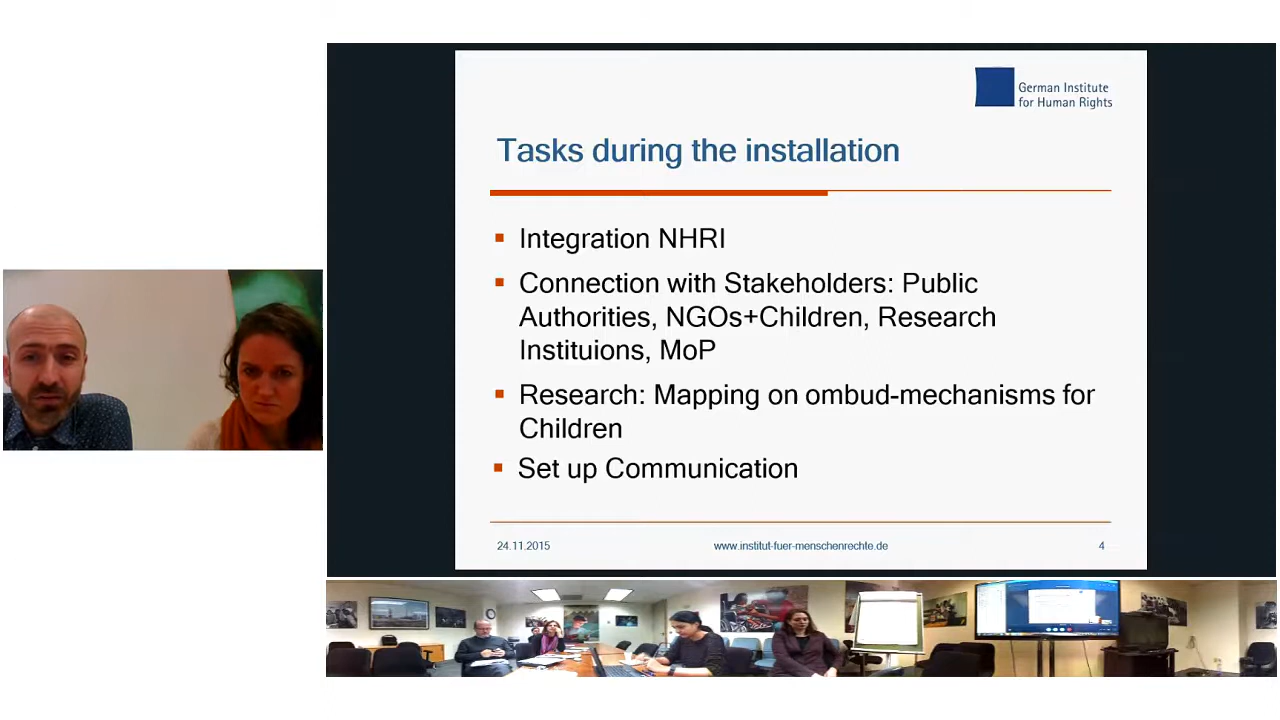 German Institute
for Human Rights
Tasks during the installation
Integration NHRI
Connection with Stakeholders: Public
Authorities, NGOs+Children, Research
Instituions, MoP
Research: Mapping on ombud-mechanisms for
Children
Set up Communication
24.11.2015
www.institut-fuer-menschenrechte.de
4